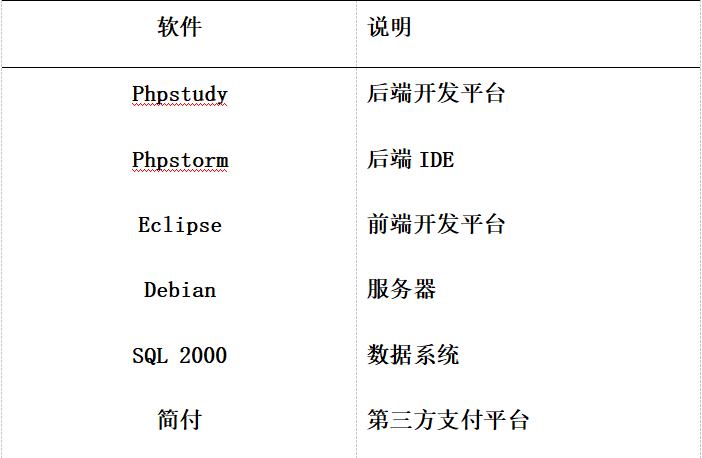 软件 说明
Phpstudy 后端开发平台
Phpstorm 后端 IDE
Eclipse 前端开发平台
Debian 服务器
SQL 2000 数据系统
简付 第三方支付平台